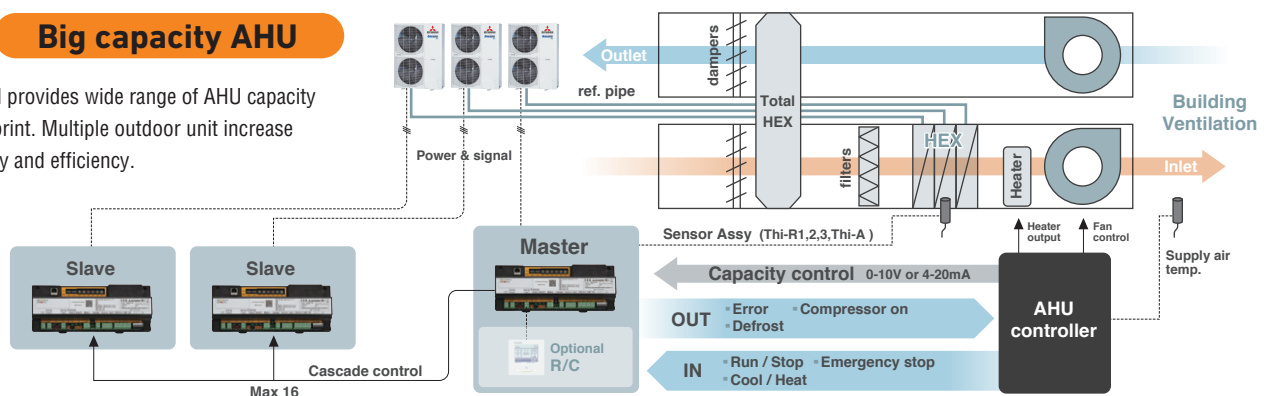 Big capacity AHU
provides wide range of AHU capacity
print. Multiple outdoor unit increase
y and efficiency.
Outlet
dampers
ref. pipe
Total
HEX
Building
Ventilation
Power & signal
filters
HEX
Heater
Inlet
Sensor Assy (Thi-R1,2,3,Thi-A )
Heater
output
Fan
control
Supply air
temp.
Slave
Slave
Master
Capacity control 0-10V or 4-20mA
OUT
Error
Compressor on
Defrost
AHU
controller
Optional
R/C
IN
Run / Stop
Emergency stop
Cool / Heat
Cascade control
Max 16